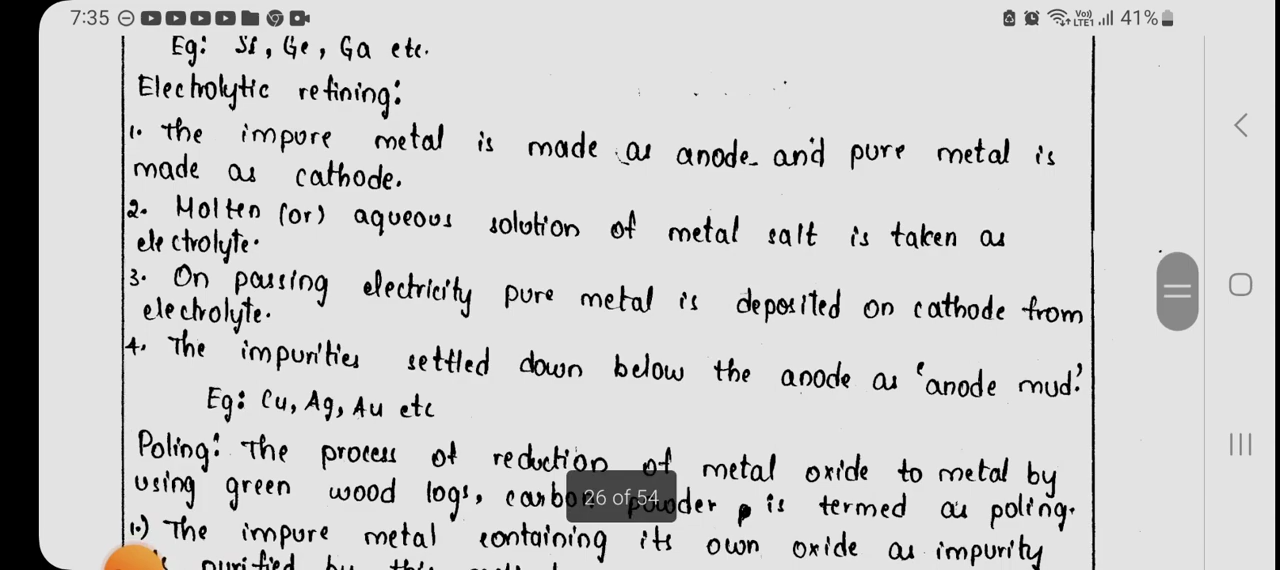 7:35 Vo) LTE1 41%
Eg: Si, Ge, Ga etc.
Electrolytic refining:
1. The impure metal is made as anode and pure metal is
made as cathode.
2. Molten (or) aqueous solution of metal salt is taken as
electrolyte.
3. On passing electricity pure metal is deposited on cathode from
electrolyte.
4. The impurities settled down below the anode as 'anode mud'.
Eg: Cu, Ag, Au etc
Poling: The process of reduction of metal oxide to metal by
using green wood logs, carbon powder is termed as poling.
26 of 54
1.) The impure metal containing its own oxide as impurity
purified by this